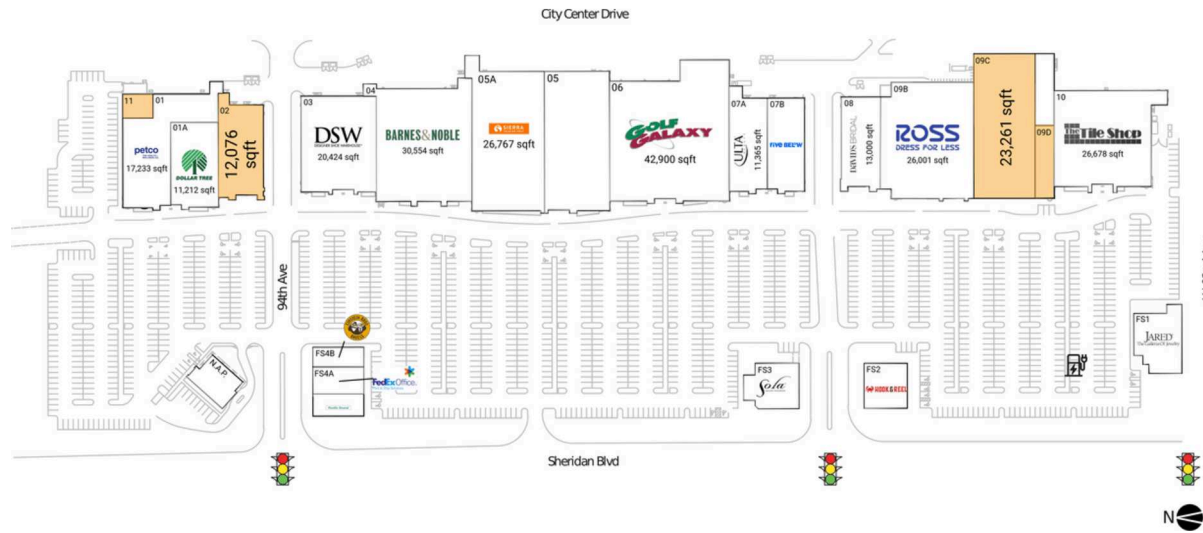 City Center Drive
11
01
petco
17,233 sqft
01A
DOLLAR TREE
11,212 sqft
02
12,076 sqft
03
DSW
DESIGNER SHOE WAREHOUSE
20,424 sqft
04
BARNES&NOBLE
30,554 sqft
05A
SIERRA
26,767 sqft
05
06
GOLF GALAXY
42,900 sqft
07A
ULTA
11,365 sqft
07B
FIVE BELOW
08
DAVID'S BRIDAL
13,000 sqft
09B
ROSS
DRESS FOR LESS
26,001 sqft
09C
23,261 sqft
09D
10
The Tile Shop
26,678 sqft
94th Ave
N.A.P.
FS4B
FS4A
FedEx Office.
FS3
Sola
FS2
HOOK & REEL
FS1
JARED
Sheridan Blvd
N